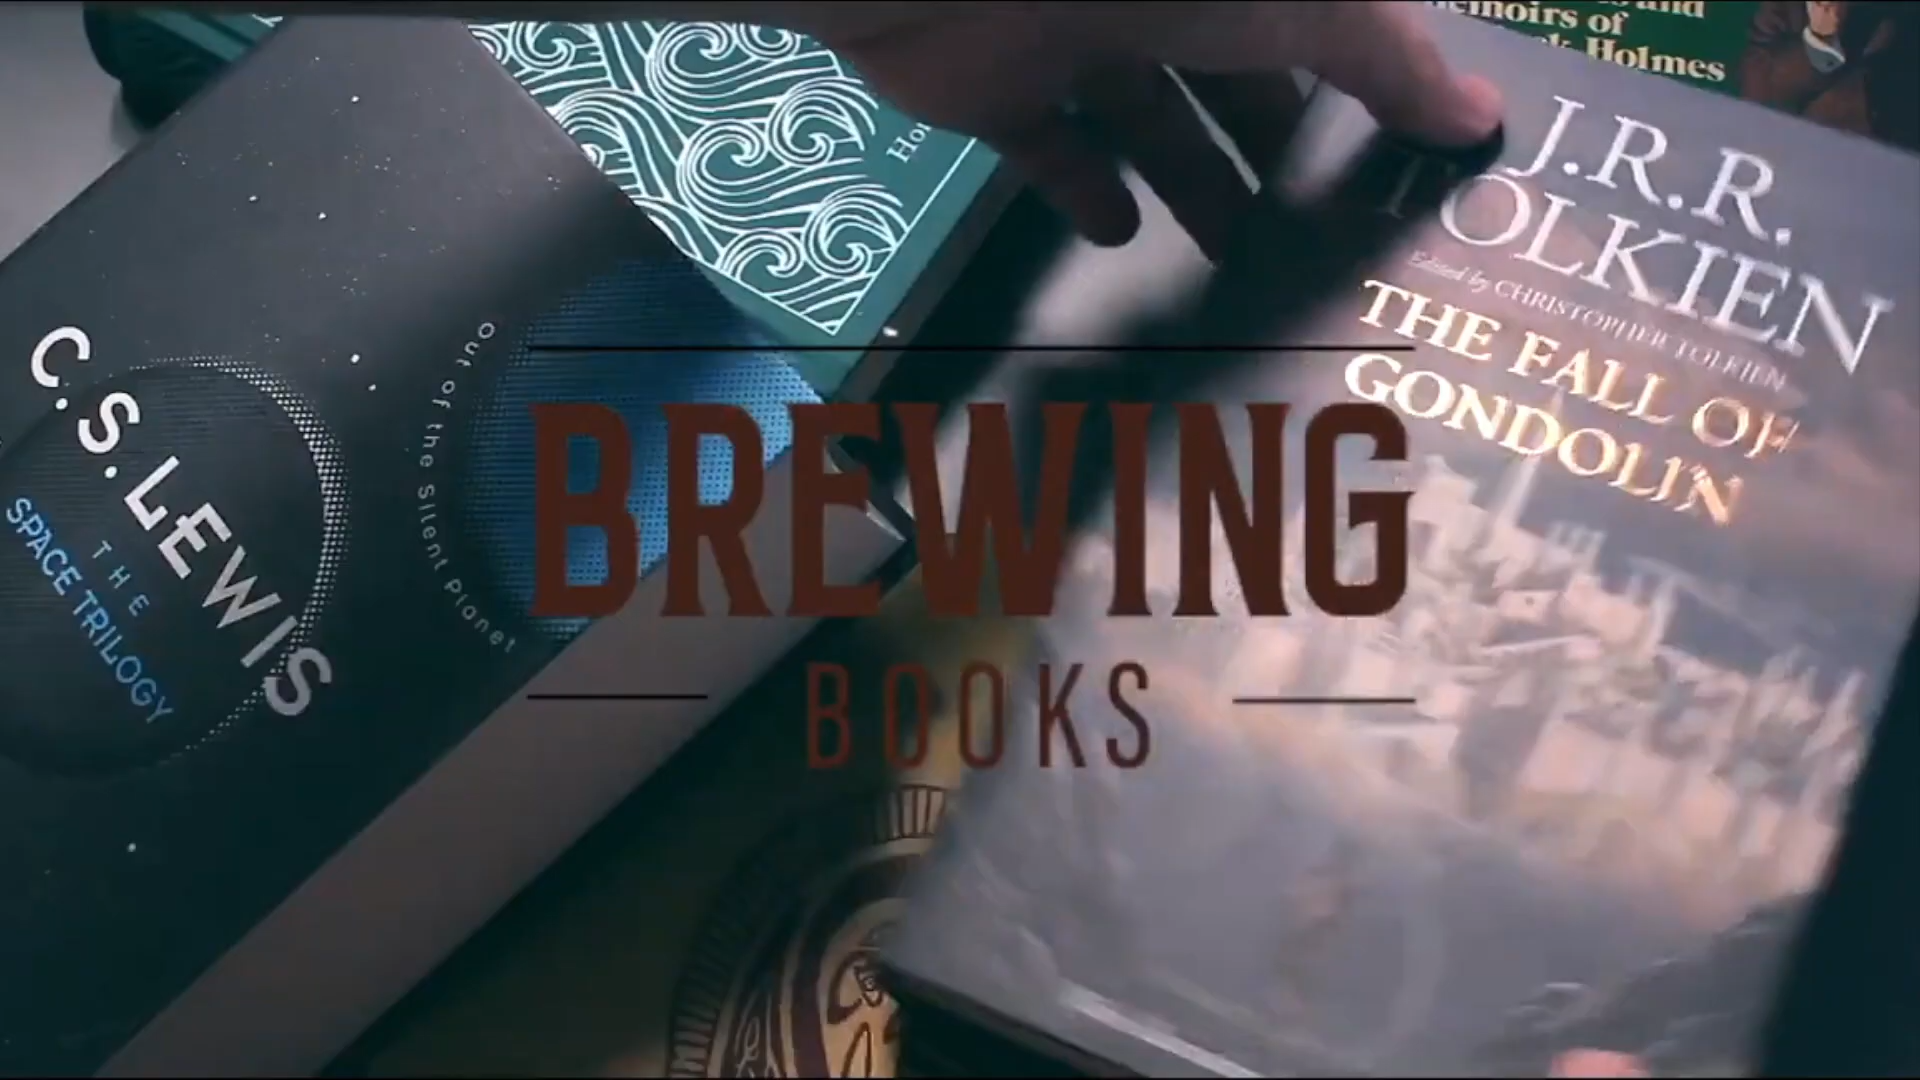 C.S. LEWIS
THE
SPACE TRILOGY
Out of the Silent Planet
and
Memoirs of
Holmes
J.R.R.
TOLKIEN
Edited by CHRISTOPHER TOLKIEN
THE FALL OF
GONDOLIN
BREWING
BOOKS